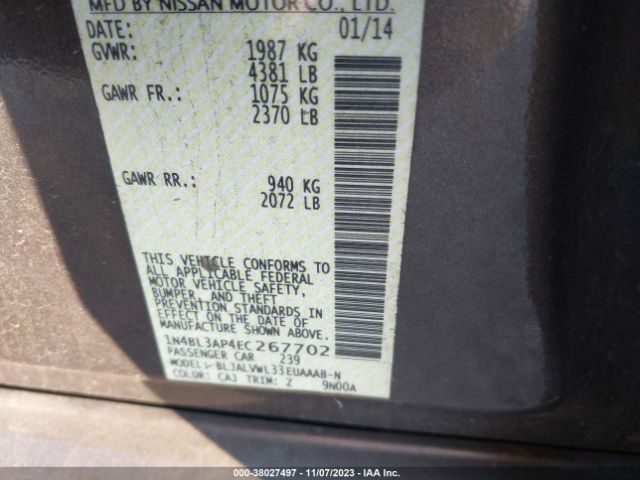 MFD BY NISSAN MOTOR CO., LTD.
DATE: 01/14
GVWR: 1987 KG
4381 LB
GAWR FR.: 1075 KG
2370 LB
GAWR RR.: 940 KG
2072 LB
THIS VEHICLE CONFORMS TO
ALL APPLICABLE FEDERAL
MOTOR VEHICLE SAFETY,
BUMPER, AND THEFT
PREVENTION STANDARDS IN
EFFECT ON THE DATE OF
MANUFACTURE SHOWN ABOVE.
1N4BL3AP4EC267702
PASSENGER CAR 239
MODEL: BLJALVWL33EUAAAB-N
COLOR: CAJ TRIM: Z 9N00A
000-38027497 - 11/07/2023 - IAA Inc.